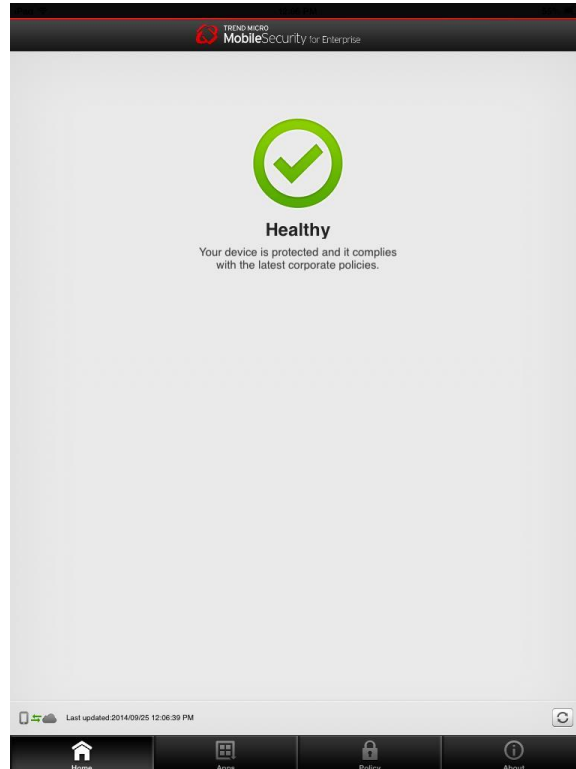 TREND MICRO
MobileSecurity for Enterprise
Healthy
Your device is protected and it complies
with the latest corporate policies.
Last updated:2014/09/25 12:06:39 PM
Home
Apps
Policy
About